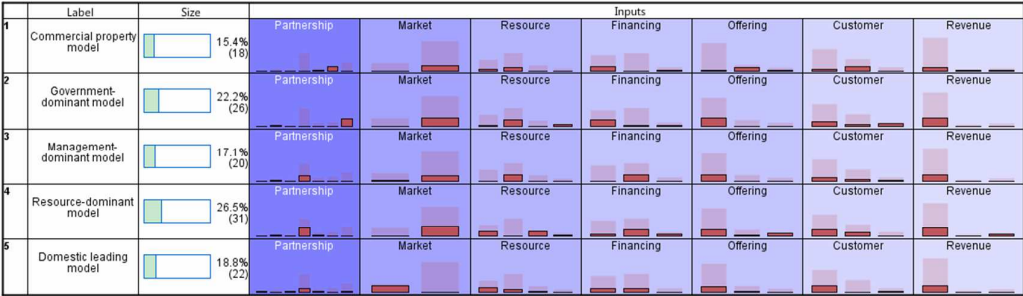 Label Size Inputs
1 Commercial property model 15.4% (18) Partnership Market Resource Financing Offering Customer Revenue
2 Government-dominant model 22.2% (26) Partnership Market Resource Financing Offering Customer Revenue
3 Management-dominant model 17.1% (20) Partnership Market Resource Financing Offering Customer Revenue
4 Resource-dominant model 26.5% (31) Partnership Market Resource Financing Offering Customer Revenue
5 Domestic leading model 18.8% (22) Partnership Market Resource Financing Offering Customer Revenue